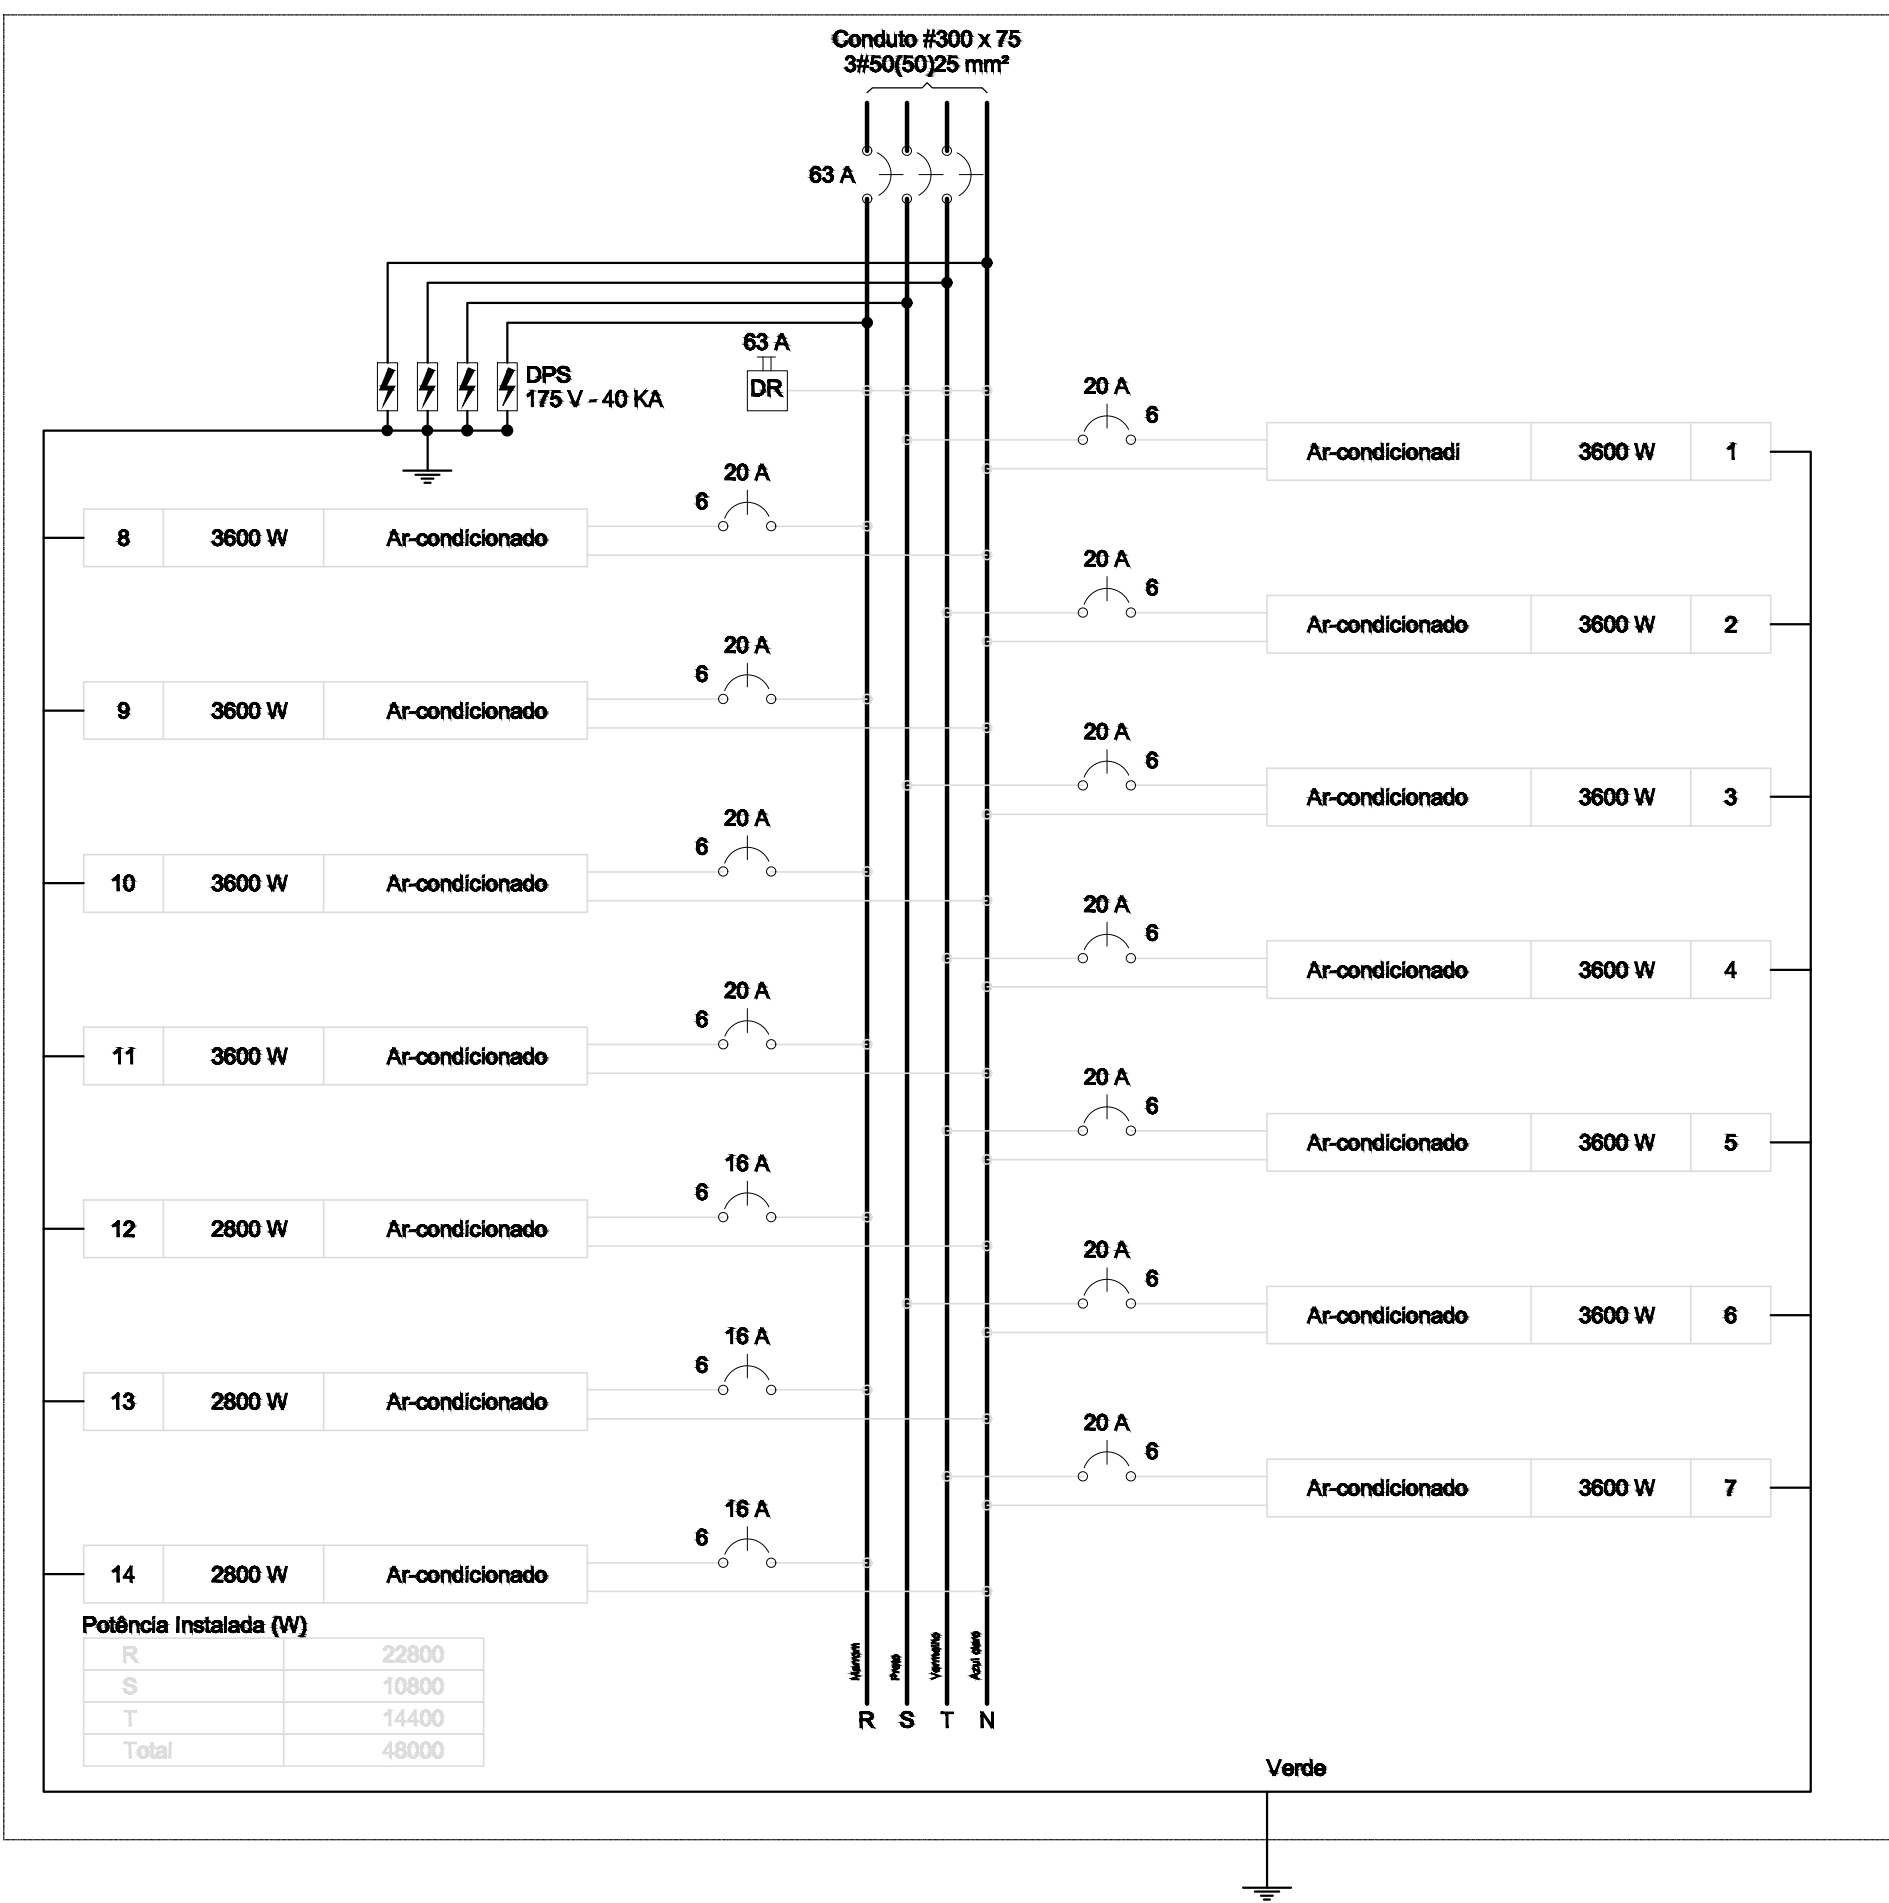 Conduto #300 x 75
3#50(50)25 mm²
63 A
63 A
DR
DPS
175 V - 40 KA
20 A
6
Ar-condicionadi 3600 W 1
20 A
6
8 3600 W Ar-condicionado
20 A
6
Ar-condicionado 3600 W 2
20 A
6
9 3600 W Ar-condicionado
20 A
6
Ar-condicionado 3600 W 3
20 A
6
10 3600 W Ar-condicionado
20 A
6
Ar-condicionado 3600 W 4
20 A
6
11 3600 W Ar-condicionado
20 A
6
Ar-condicionado 3600 W 5
16 A
6
12 2800 W Ar-condicionado
20 A
6
Ar-condicionado 3600 W 6
16 A
6
13 2800 W Ar-condicionado
20 A
6
Ar-condicionado 3600 W 7
16 A
6
14 2800 W Ar-condicionado
Potência Instalada (W)
R 22800
S 10800
T 14400
Total 48000
Marrom
Preto
Vermelho
Azul claro
R S T N
Verde